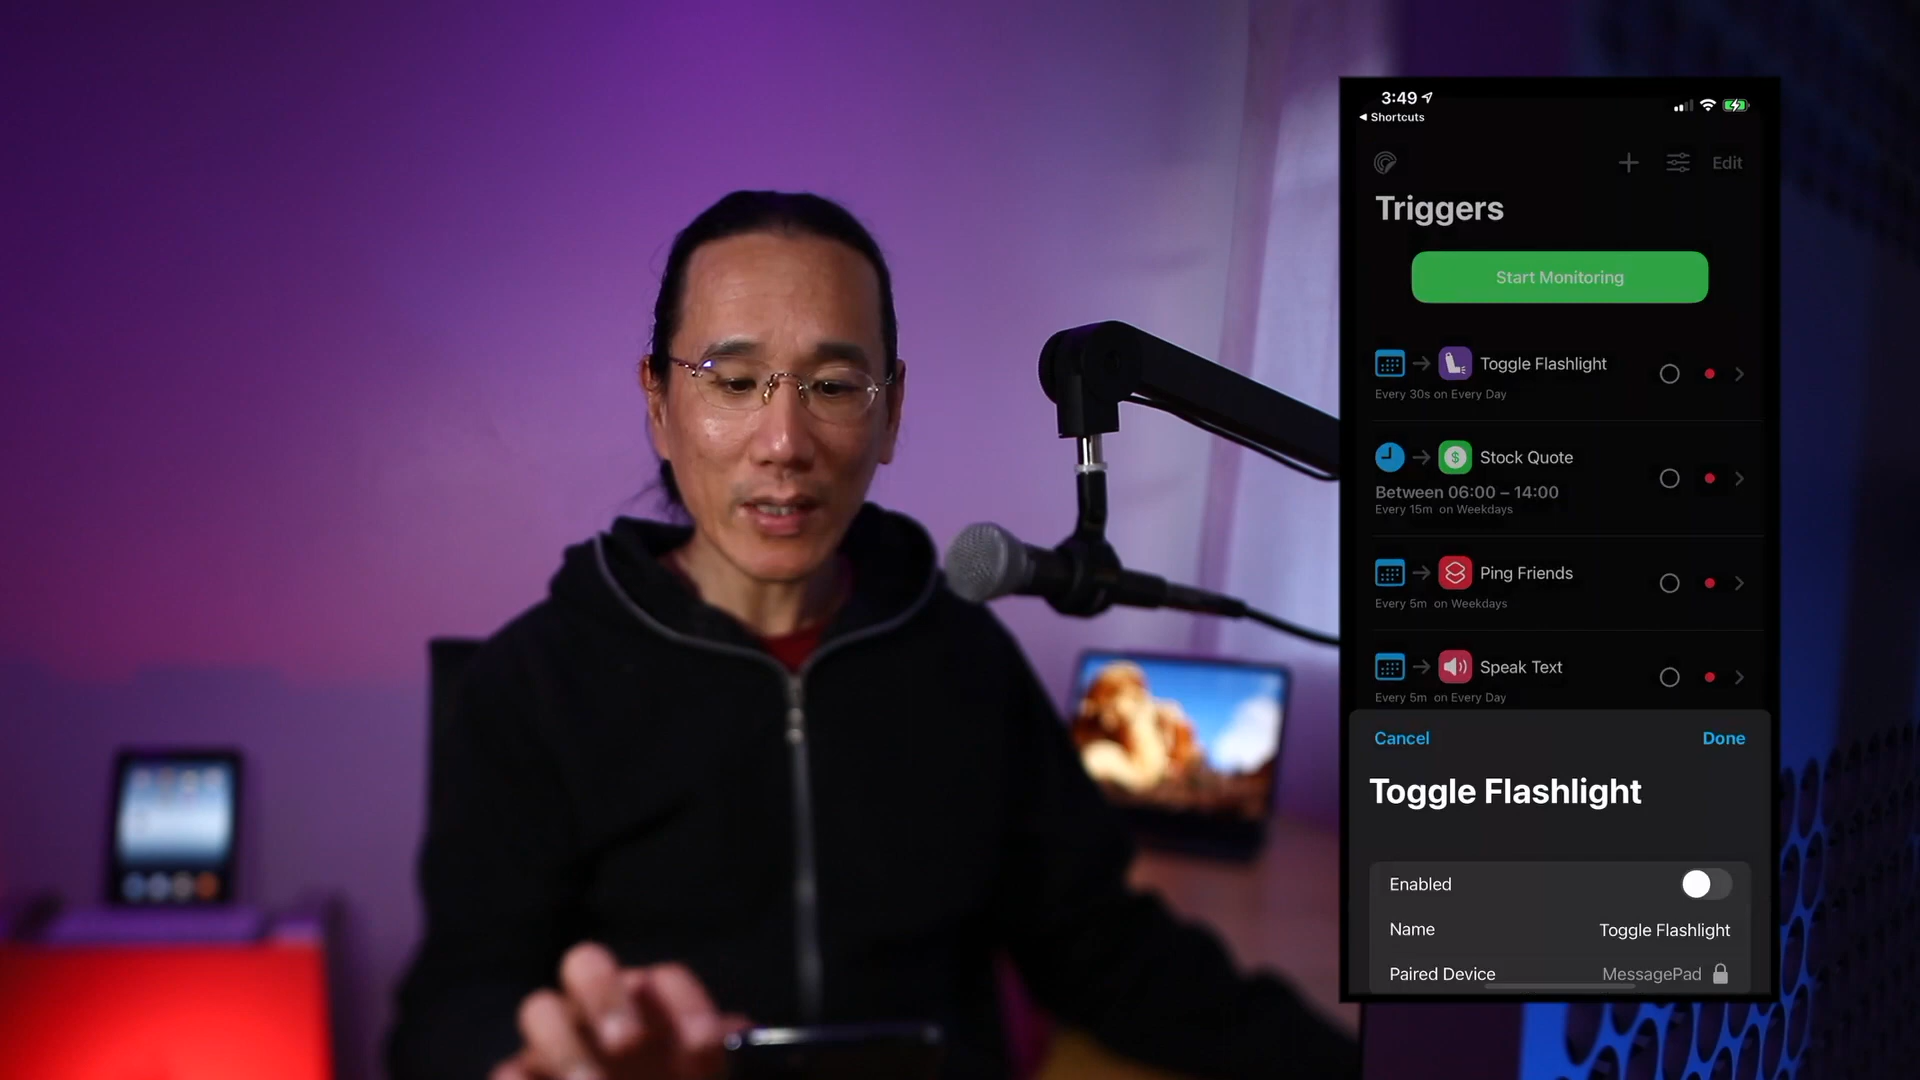 3:49
Shortcuts
Edit
Triggers
Start Monitoring
Toggle Flashlight
Every 30s on Every Day
Stock Quote
Between 06:00 – 14:00
Every 15m on Weekdays
Ping Friends
Every 5m on Weekdays
Speak Text
Every 5m on Every Day
Cancel
Done
Toggle Flashlight
Enabled
Name
Toggle Flashlight
Paired Device
MessagePad